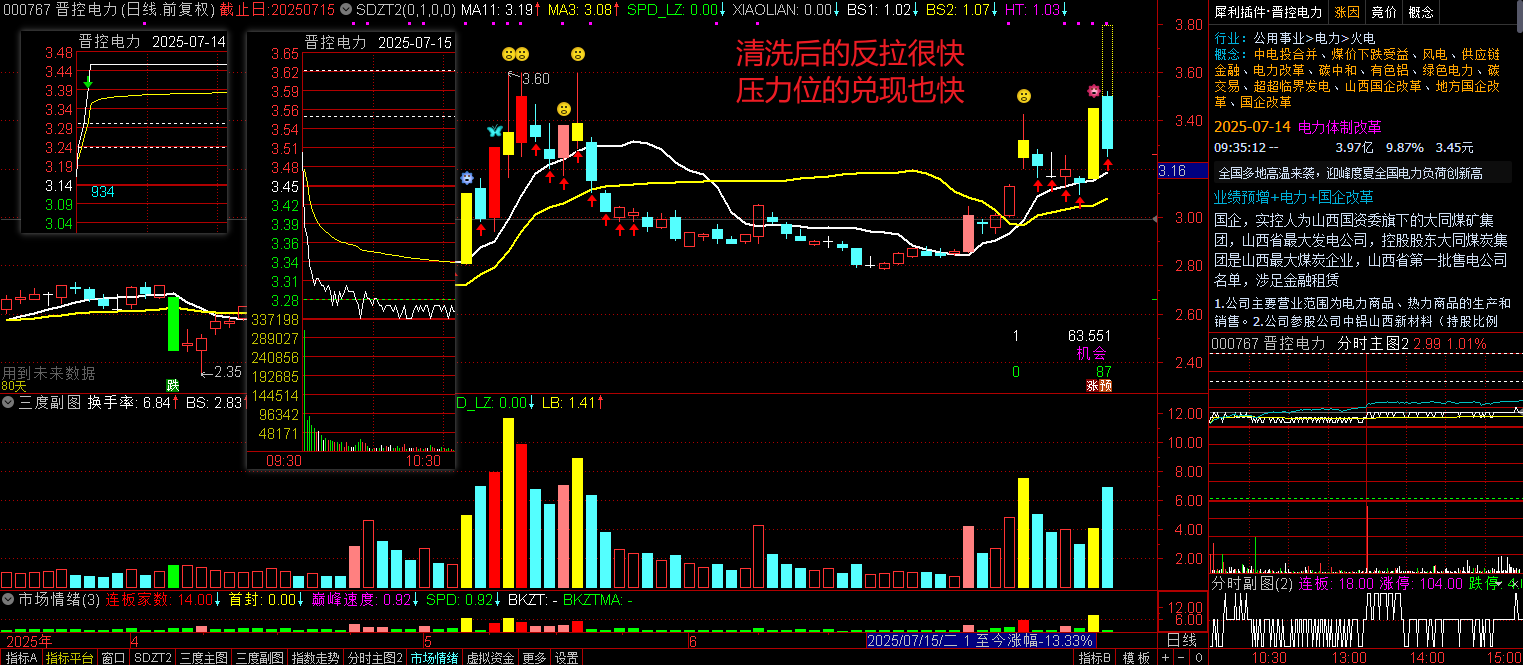 000767 晋控电力(日线.前复权) 截止日:20250715 SDZT2(0,1,0,0) MA11: 3.19↑ MA3: 3.08↑ SPD_LZ: 0.00↓ XIAOLIAN: 0.00↓ BS1: 1.02↓ BS2: 1.07↓ HT: 1.03↓
晋控电力 2025-07-14
3.48
3.44
3.39
3.34
3.29
3.24
3.19
3.14
3.09
3.04
934
晋控电力 2025-07-15
3.65
3.62
3.59
3.56
3.54
3.51
3.48
3.45
3.42
3.39
3.36
3.34
3.31
3.28
337198
289027
240856
192685
144514
96342
48171
09:30 10:30
清洗后的反拉很快
压力位的兑现也快
←3.60
3.80
3.60
3.40
3.16
3.00
2.80
2.60
2.40
1 63.551
机会
0 87
涨预
←2.35
用到未来数据
80天
跌
三度副图 换手率: 6.84↑ BS: 2.83
D_LZ: 0.00↓ LB: 1.41↑
12.00
10.00
8.00
6.00
4.00
2.00
市场情绪(3) 连板家数: 14.00↓ 首封: 0.00↓ 巅峰速度: 0.92↓ SPD: 0.92↓ BKZT: - BKZTMA: -
12.00
6.00
2025年 4 5 6 2025/07/15/二 1 至今涨幅-13.33% 日线
指标A 指标平台 窗口 SDZT2 三度主图 三度副图 指数走势 分时主图2 市场情绪 虚拟资金 更多 设置 指标B 模板 + - 0
犀利插件·晋控电力 涨因 竞价 概念
行业: 公用事业>电力>火电
概念: 中电投合并、煤价下跌受益、风电、供应链
金融、电力改革、碳中和、有色铝、绿色电力、碳
交易、超超临界发电、山西国企改革、地方国企改
革、国企改革
2025-07-14 电力体制改革
09:35:12 -- 3.97亿 9.87% 3.45元
全国多地高温来袭，迎峰度夏全国电力负荷创新高
业绩预增+电力+国企改革
国企，实控人为山西国资委旗下的大同煤矿集
团，山西省最大发电公司，控股股东大同煤炭集
团是山西最大煤炭企业，山西省第一批售电公司
名单，涉足金融租赁
1.公司主要营业范围为电力商品、热力商品的生产和
销售。2.公司参股公司中铝山西新材料（持股比例
000767 晋控电力 分时主图2 2.99 1.01%
分时副图(2) 连板: 18.00 涨停: 104.00 跌停: 4.0
10:30 13:00 14:00 15:00